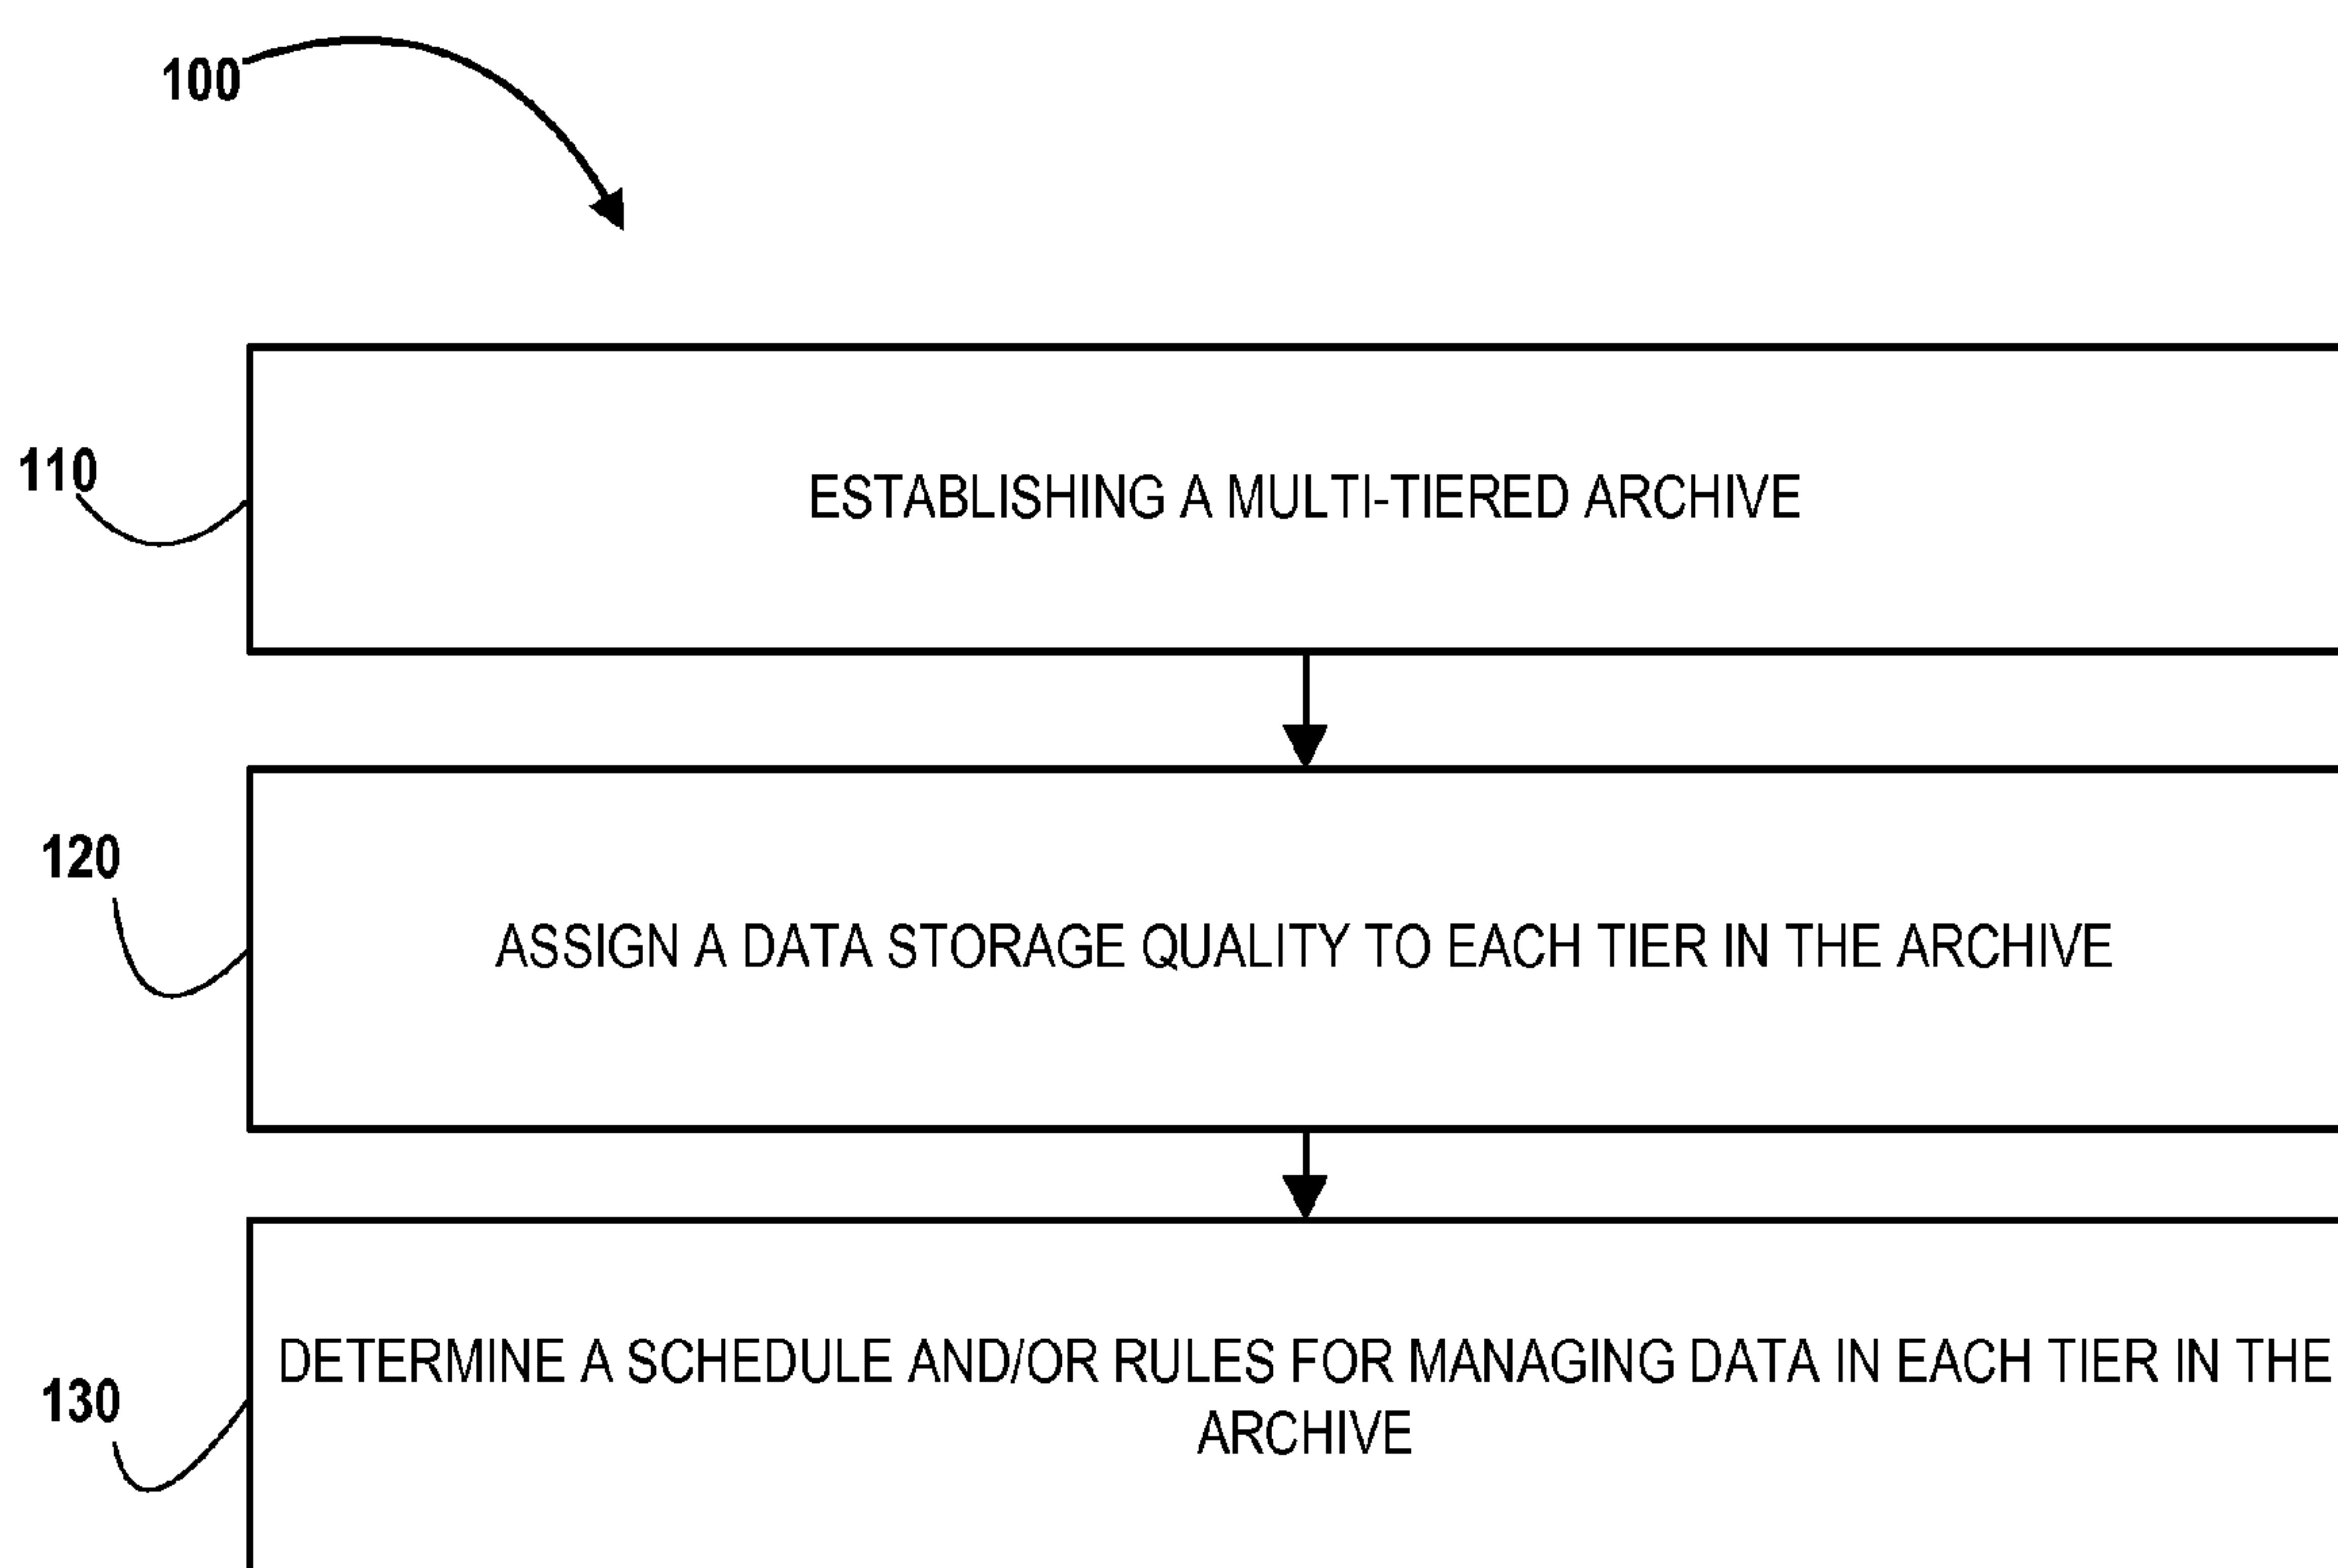 100
110
ESTABLISHING A MULTI-TIERED ARCHIVE
120
ASSIGN A DATA STORAGE QUALITY TO EACH TIER IN THE ARCHIVE
130
DETERMINE A SCHEDULE AND/OR RULES FOR MANAGING DATA IN EACH TIER IN THE
ARCHIVE